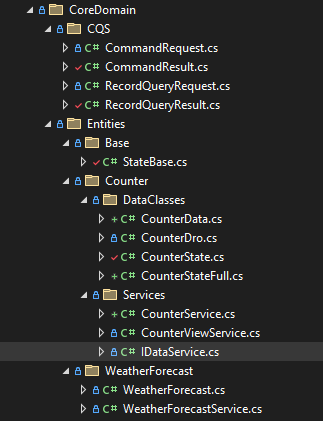 CoreDomain
CQS
C# CommandRequest.cs
C# CommandResult.cs
C# RecordQueryRequest.cs
C# RecordQueryResult.cs
Entities
Base
C# StateBase.cs
Counter
DataClasses
C# CounterData.cs
C# CounterDro.cs
C# CounterState.cs
C# CounterStateFull.cs
Services
C# CounterService.cs
C# CounterViewService.cs
C# IDataService.cs
WeatherForecast
C# WeatherForecast.cs
C# WeatherForecastService.cs